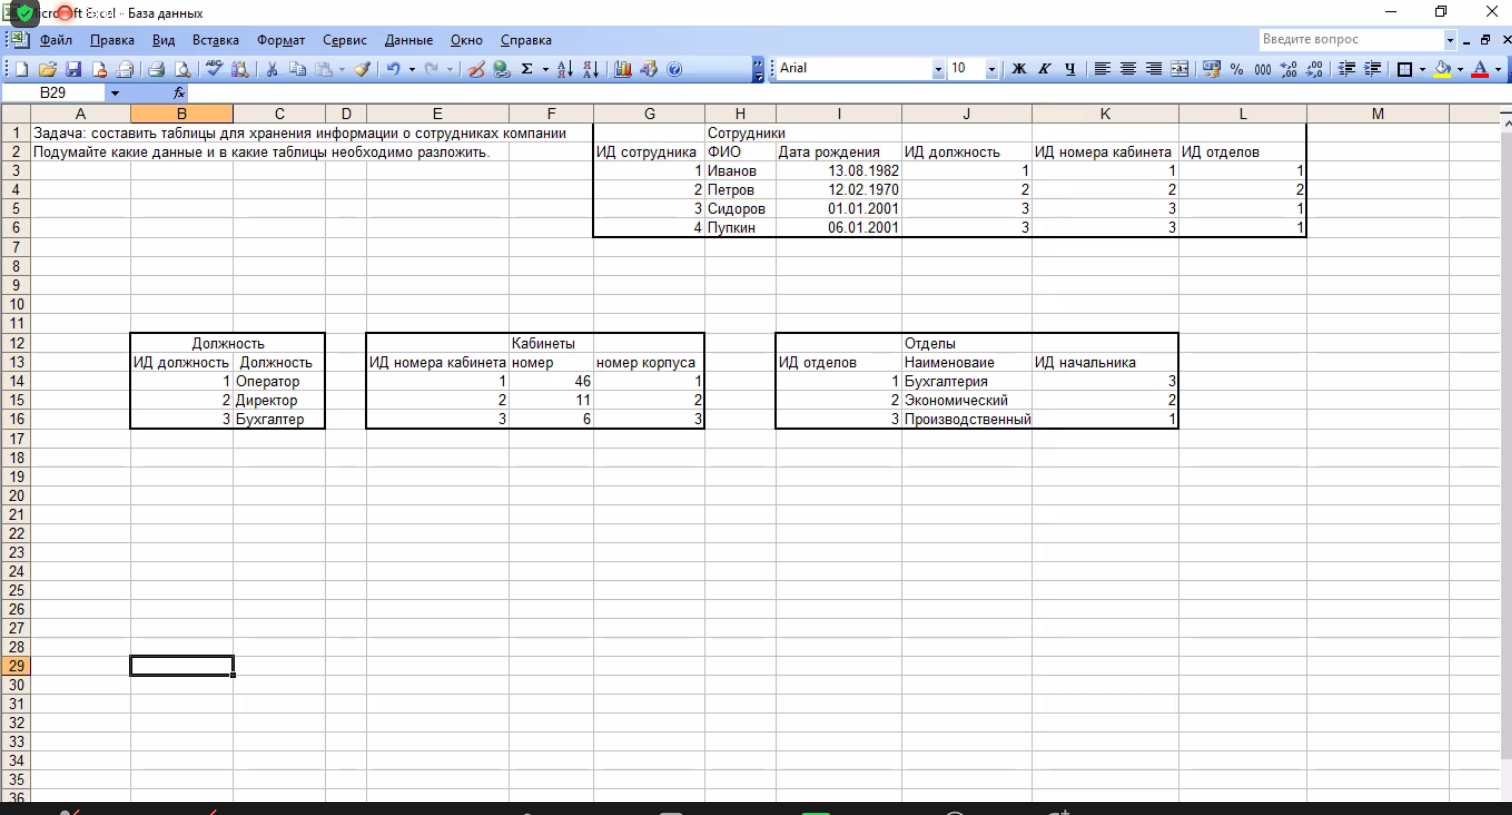 Microsoft Excel - База данных
Файл Правка Вид Вставка Формат Сервис Данные Окно Справка Введите вопрос
Arial 10 Ж К Ч % 000
B29 fx
A B C D E F G H I J K L M
1 Задача: составить таблицы для хранения информации о сотрудниках компании Сотрудники
2 Подумайте какие данные и в какие таблицы необходимо разложить. ИД сотрудника ФИО Дата рождения ИД должность ИД номера кабинета ИД отделов
3 1 Иванов 13.08.1982 1 1 1
4 2 Петров 12.02.1970 2 2 2
5 3 Сидоров 01.01.2001 3 3 1
6 4 Пупкин 06.01.2001 3 3 1
7
8
9
10
11
12 Должность Кабинеты Отделы
13 ИД должность Должность ИД номера кабинета номер номер корпуса ИД отделов Наименоваие ИД начальника
14 1 Оператор 1 46 1 1 Бухгалтерия 3
15 2 Директор 2 11 2 2 Экономический 2
16 3 Бухгалтер 3 6 3 3 Производственный 1
17
18
19
20
21
22
23
24
25
26
27
28
29
30
31
32
33
34
35
36